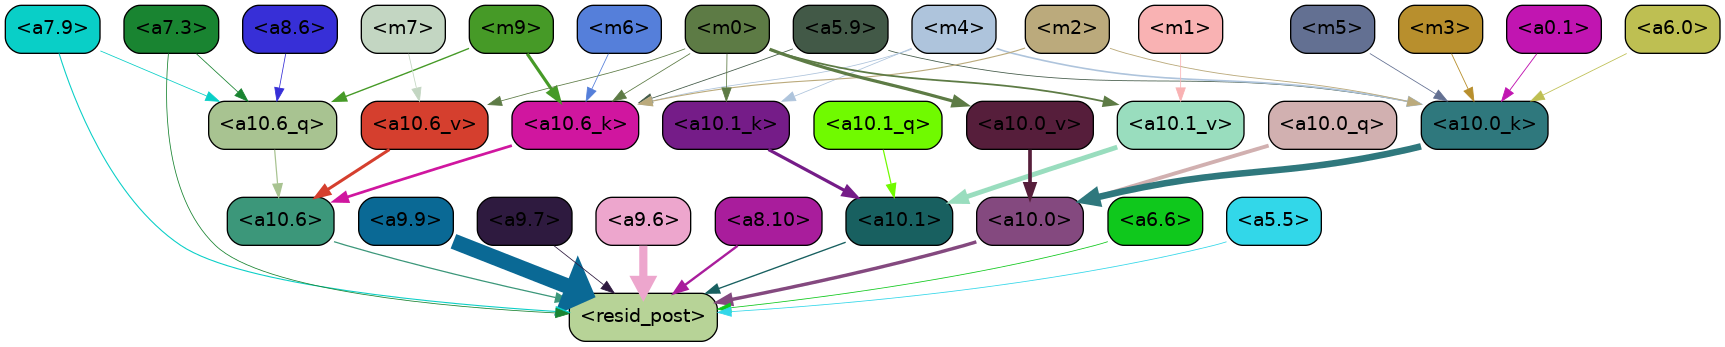 <a7.9> <a7.3> <a8.6> <m7> <m9> <m6> <m0> <a5.9> <m4> <m2> <m1> <m5> <m3> <a0.1> <a6.0>
<a10.6_q> <a10.6_v> <a10.6_k> <a10.1_k> <a10.1_q> <a10.0_v> <a10.1_v> <a10.0_q> <a10.0_k>
<a10.6> <a9.9> <a9.7> <a9.6> <a8.10> <a10.1> <a10.0> <a6.6> <a5.5>
<resid_post>